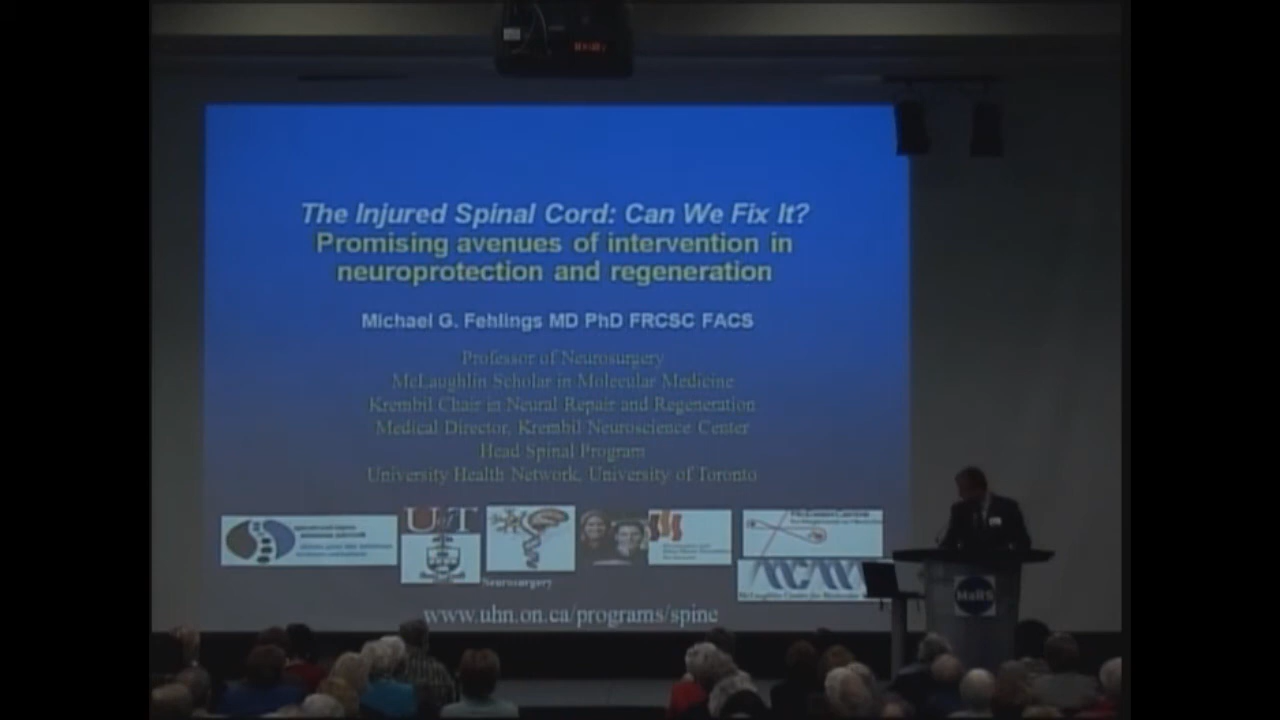 The Injured Spinal Cord: Can We Fix It?
Promising avenues of intervention in
neuroprotection and regeneration
Michael G. Fehlings MD PhD FRCSC FACS
Professor of Neurosurgery
McLaughlin Scholar in Molecular Medicine
Krembil Chair in Neural Repair and Regeneration
Medical Director, Krembil Neuroscience Center
Head Spinal Program
University Health Network, University of Toronto
UofT
Neurosurgery
www.uhn.on.ca/programs/spine
MaRS